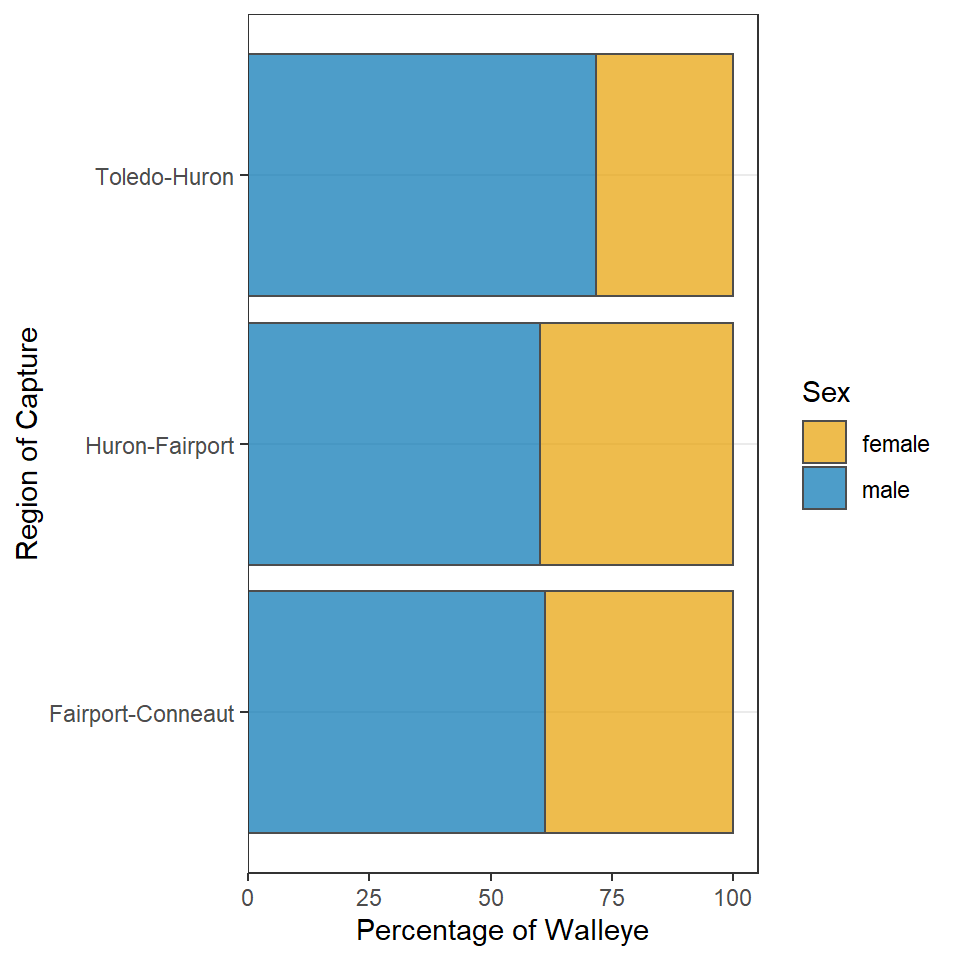 Region of Capture
Toledo-Huron
Huron-Fairport
Fairport-Conneaut
0 25 50 75 100
Percentage of Walleye
Sex
female
male